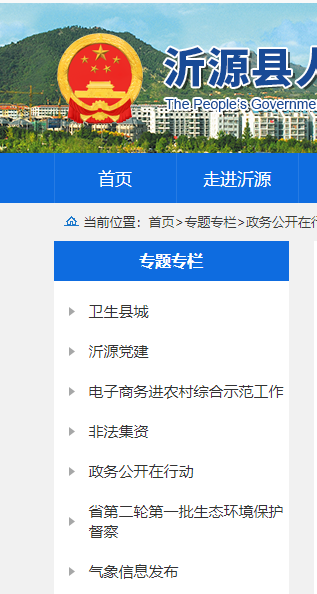 沂源县人
The People's Governme
首页
走进沂源
当前位置：首页>专题专栏>政务公开在行
专题专栏
卫生县城
沂源党建
电子商务进农村综合示范工作
非法集资
政务公开在行动
省第二轮第一批生态环境保护
督察
气象信息发布